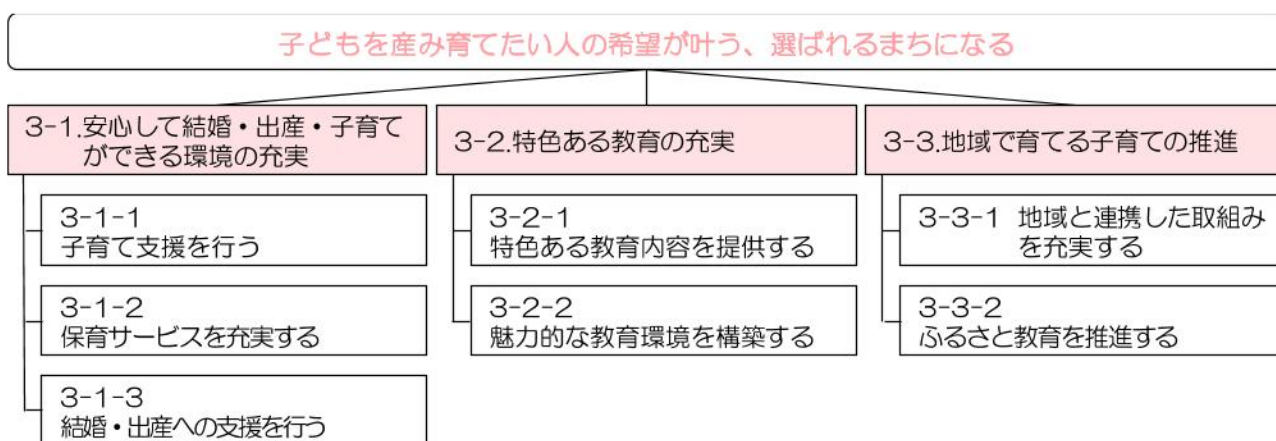 子どもを産み育てたい人の希望が叶う、選ばれるまちになる
3-1.安心して結婚・出産・子育て
ができる環境の充実
3-1-1
子育て支援を行う
3-1-2
保育サービスを充実する
3-1-3
結婚・出産への支援を行う
3-2.特色ある教育の充実
3-2-1
特色ある教育内容を提供する
3-2-2
魅力的な教育環境を構築する
3-3.地域で育てる子育ての推進
3-3-1 地域と連携した取組み
を充実する
3-3-2
ふるさと教育を推進する